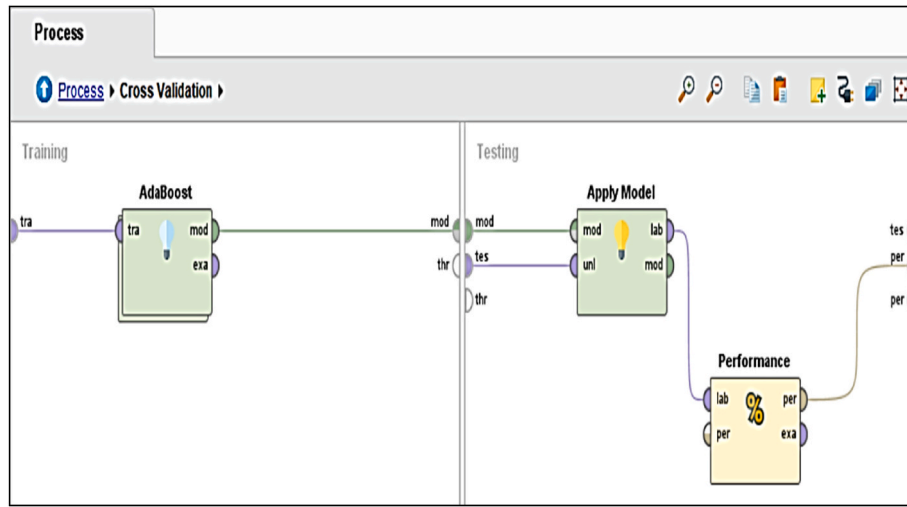 Process
Process Cross Validation
Training
Testing
AdaBoost
tra
tra
mod
exa
mod
thr
mod
tes
thr
Apply Model
mod
unl
lab
mod
Performance
lab
per
%
per
exa
tes
per
per